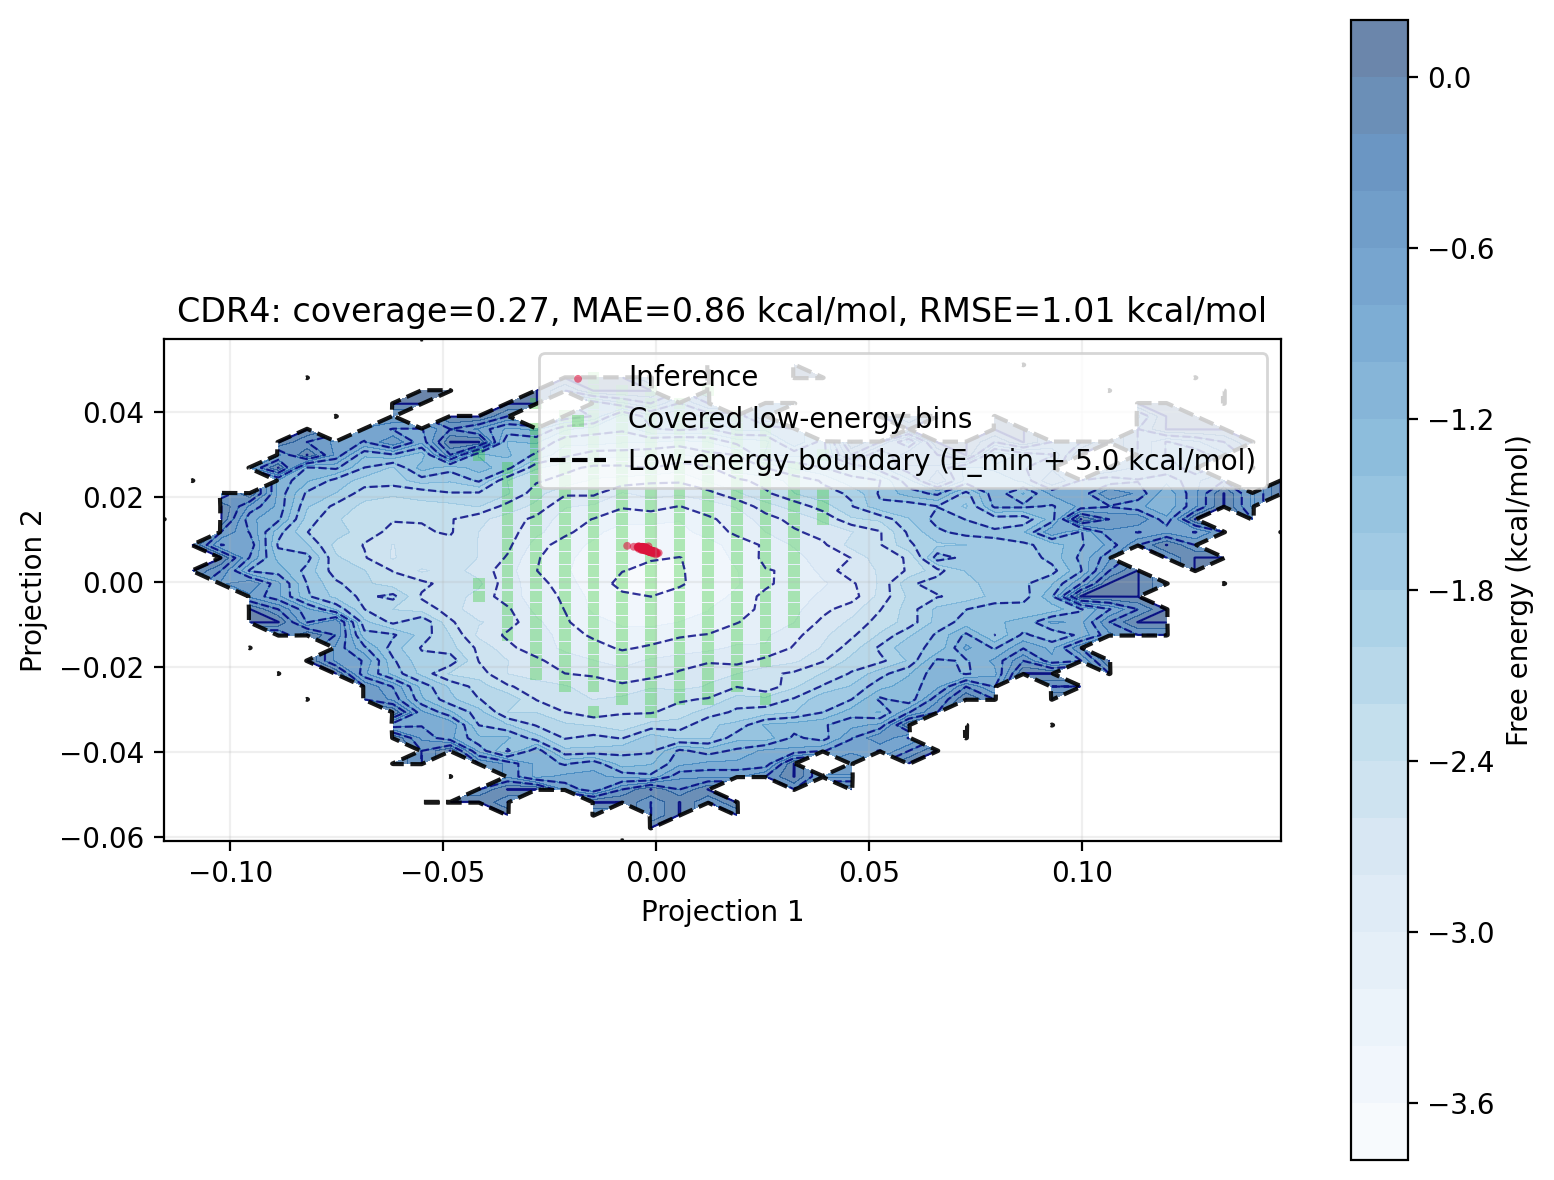 CDR4: coverage=0.27, MAE=0.86 kcal/mol, RMSE=1.01 kcal/mol
Inference
Covered low-energy bins
Low-energy boundary (E_min + 5.0 kcal/mol)
Projection 2
0.04
0.02
0.00
−0.02
−0.04
−0.06
−0.10
−0.05
0.00
0.05
0.10
Projection 1
0.0
−0.6
−1.2
−1.8
−2.4
−3.0
−3.6
Free energy (kcal/mol)